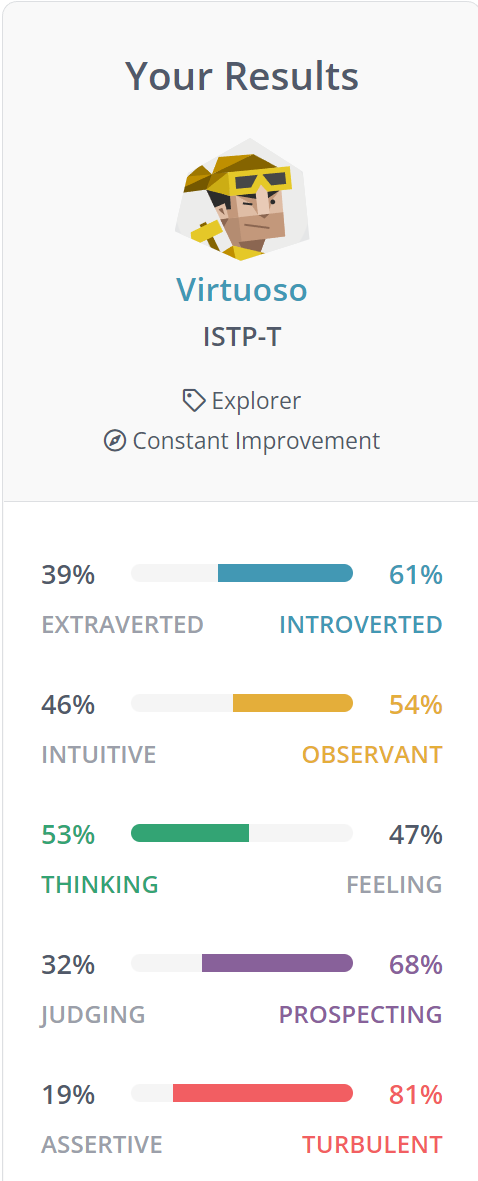 Your Results
Virtuoso
ISTP-T
Explorer
Constant Improvement
39% 61%
EXTRAVERTED INTROVERTED
46% 54%
INTUITIVE OBSERVANT
53% 47%
THINKING FEELING
32% 68%
JUDGING PROSPECTING
19% 81%
ASSERTIVE TURBULENT